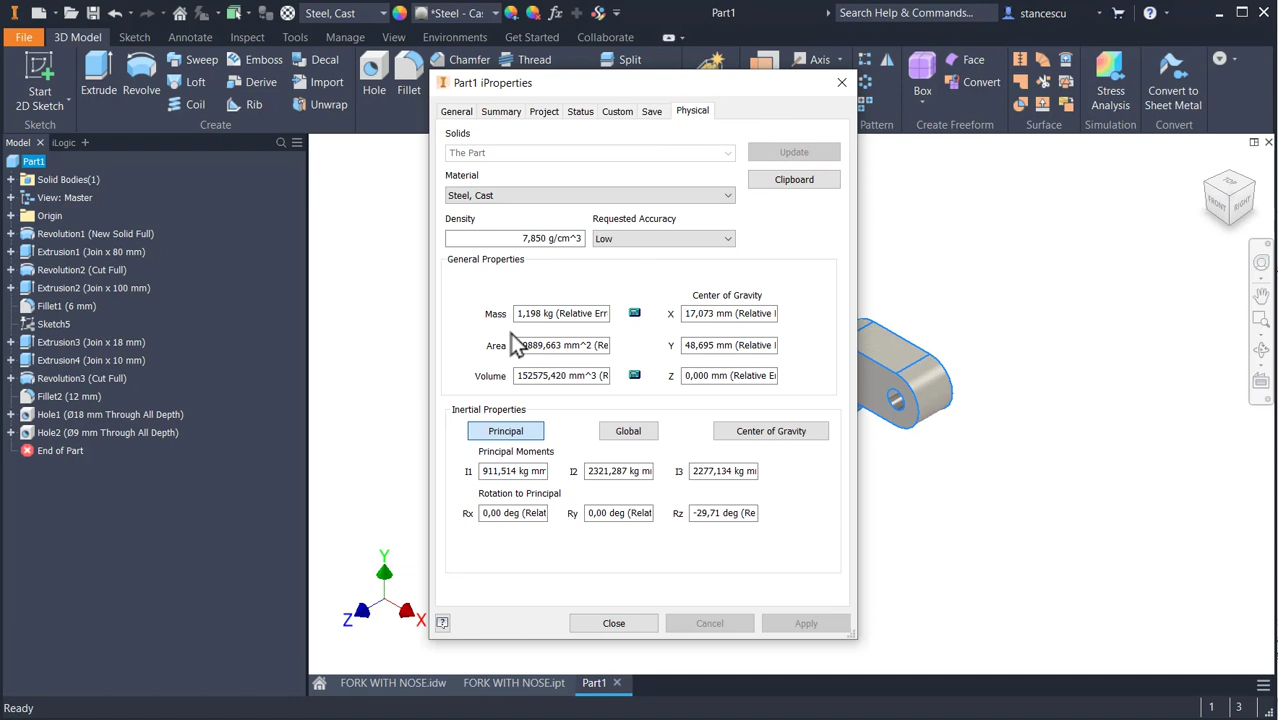 Steel, Cast
*Steel - Ca
fx
Part1
Search Help & Commands...
stancescu
File
3D Model
Sketch
Annotate
Inspect
Tools
Manage
View
Environments
Get Started
Collaborate
Start
2D Sketch
Extrude
Revolve
Sweep
Emboss
Decal
Loft
Derive
Import
Coil
Rib
Unwrap
Hole
Fillet
Chamfer
Thread
Split
Axis
Box
Face
Convert
Stress
Analysis
Convert to
Sheet Metal
Sketch
Create
Pattern
Create Freeform
Surface
Simulation
Convert
Model
iLogic
Part1
Solid Bodies(1)
View: Master
Origin
Revolution1 (New Solid Full)
Extrusion1 (Join x 80 mm)
Revolution2 (Cut Full)
Extrusion2 (Join x 100 mm)
Fillet1 (6 mm)
Sketch5
Extrusion3 (Join x 18 mm)
Extrusion4 (Join x 10 mm)
Revolution3 (Cut Full)
Fillet2 (12 mm)
Hole1 (Ø18 mm Through All Depth)
Hole2 (Ø9 mm Through All Depth)
End of Part
Part1 iProperties
General
Summary
Project
Status
Custom
Save
Physical
Solids
The Part
Update
Material
Clipboard
Steel, Cast
Density
Requested Accuracy
7,850 g/cm^3
Low
General Properties
Center of Gravity
Mass
1,198 kg (Relative Err
X
17,073 mm (Relative I
Area
889,663 mm^2 (Re
Y
48,695 mm (Relative I
Volume
152575,420 mm^3 (R
Z
0,000 mm (Relative Er
Inertial Properties
Principal
Global
Center of Gravity
Principal Moments
I1
911,514 kg mm
I2
2321,287 kg mi
I3
2277,134 kg mi
Rotation to Principal
Rx
0,00 deg (Relat
Ry
0,00 deg (Relat
Rz
-29,71 deg (Re
Close
Cancel
Apply
TOP
FRONT
RIGHT
Y
Z
X
FORK WITH NOSE.idw
FORK WITH NOSE.ipt
Part1
Ready
1
3